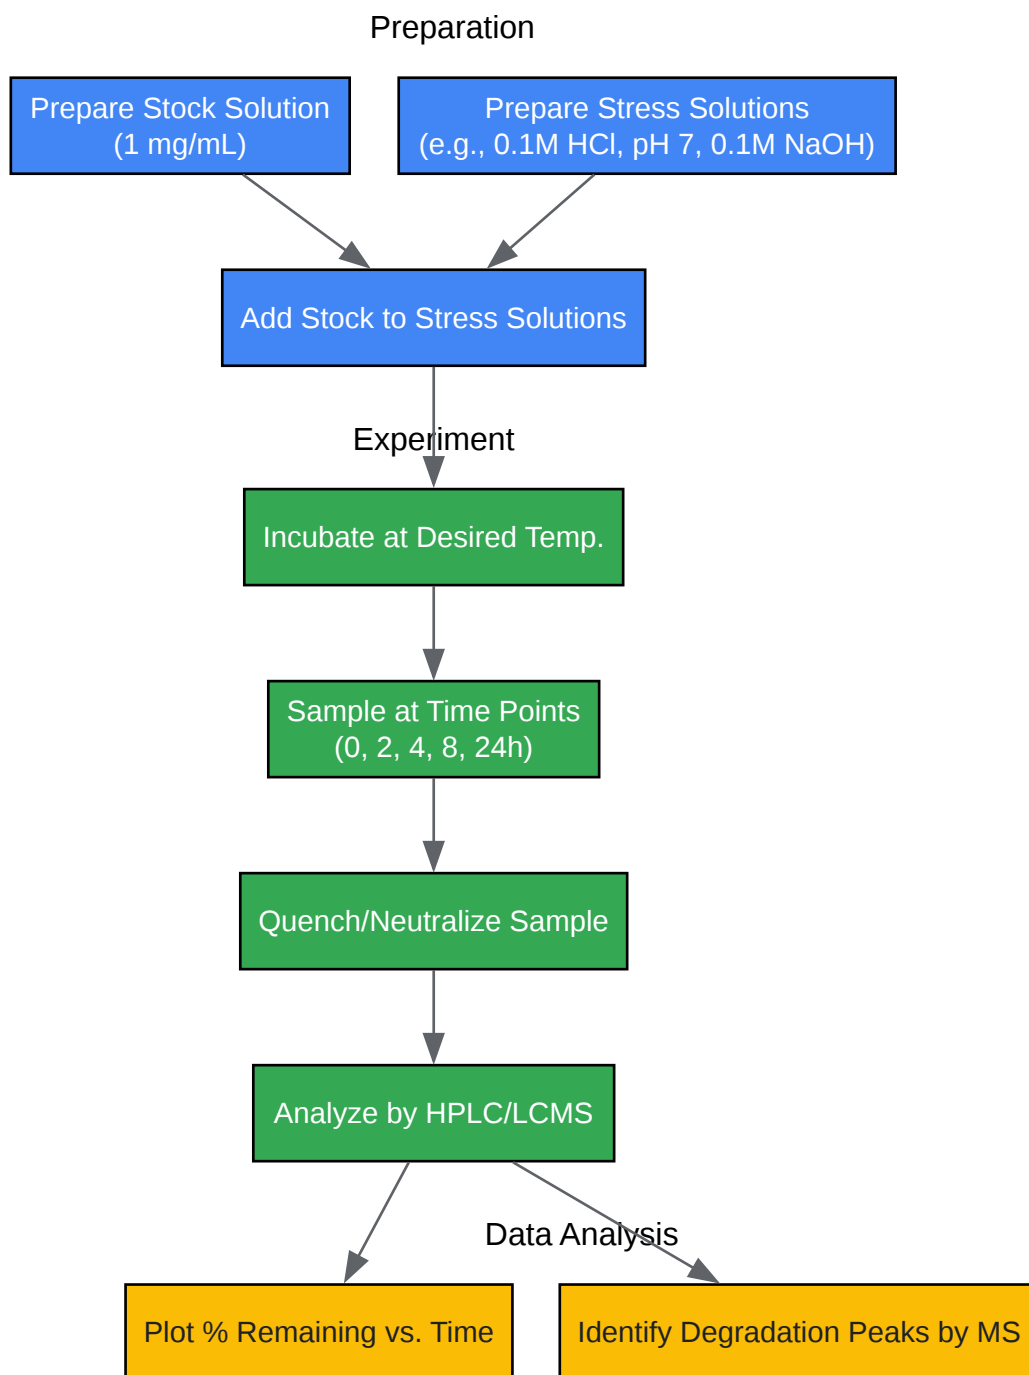 Preparation
Prepare Stock Solution
(1 mg/mL)
Prepare Stress Solutions
(e.g., 0.1M HCl, pH 7, 0.1M NaOH)
Add Stock to Stress Solutions
Experiment
Incubate at Desired Temp.
Sample at Time Points
(0, 2, 4, 8, 24h)
Quench/Neutralize Sample
Analyze by HPLC/LCMS
Data Analysis
Plot % Remaining vs. Time
Identify Degradation Peaks by MS